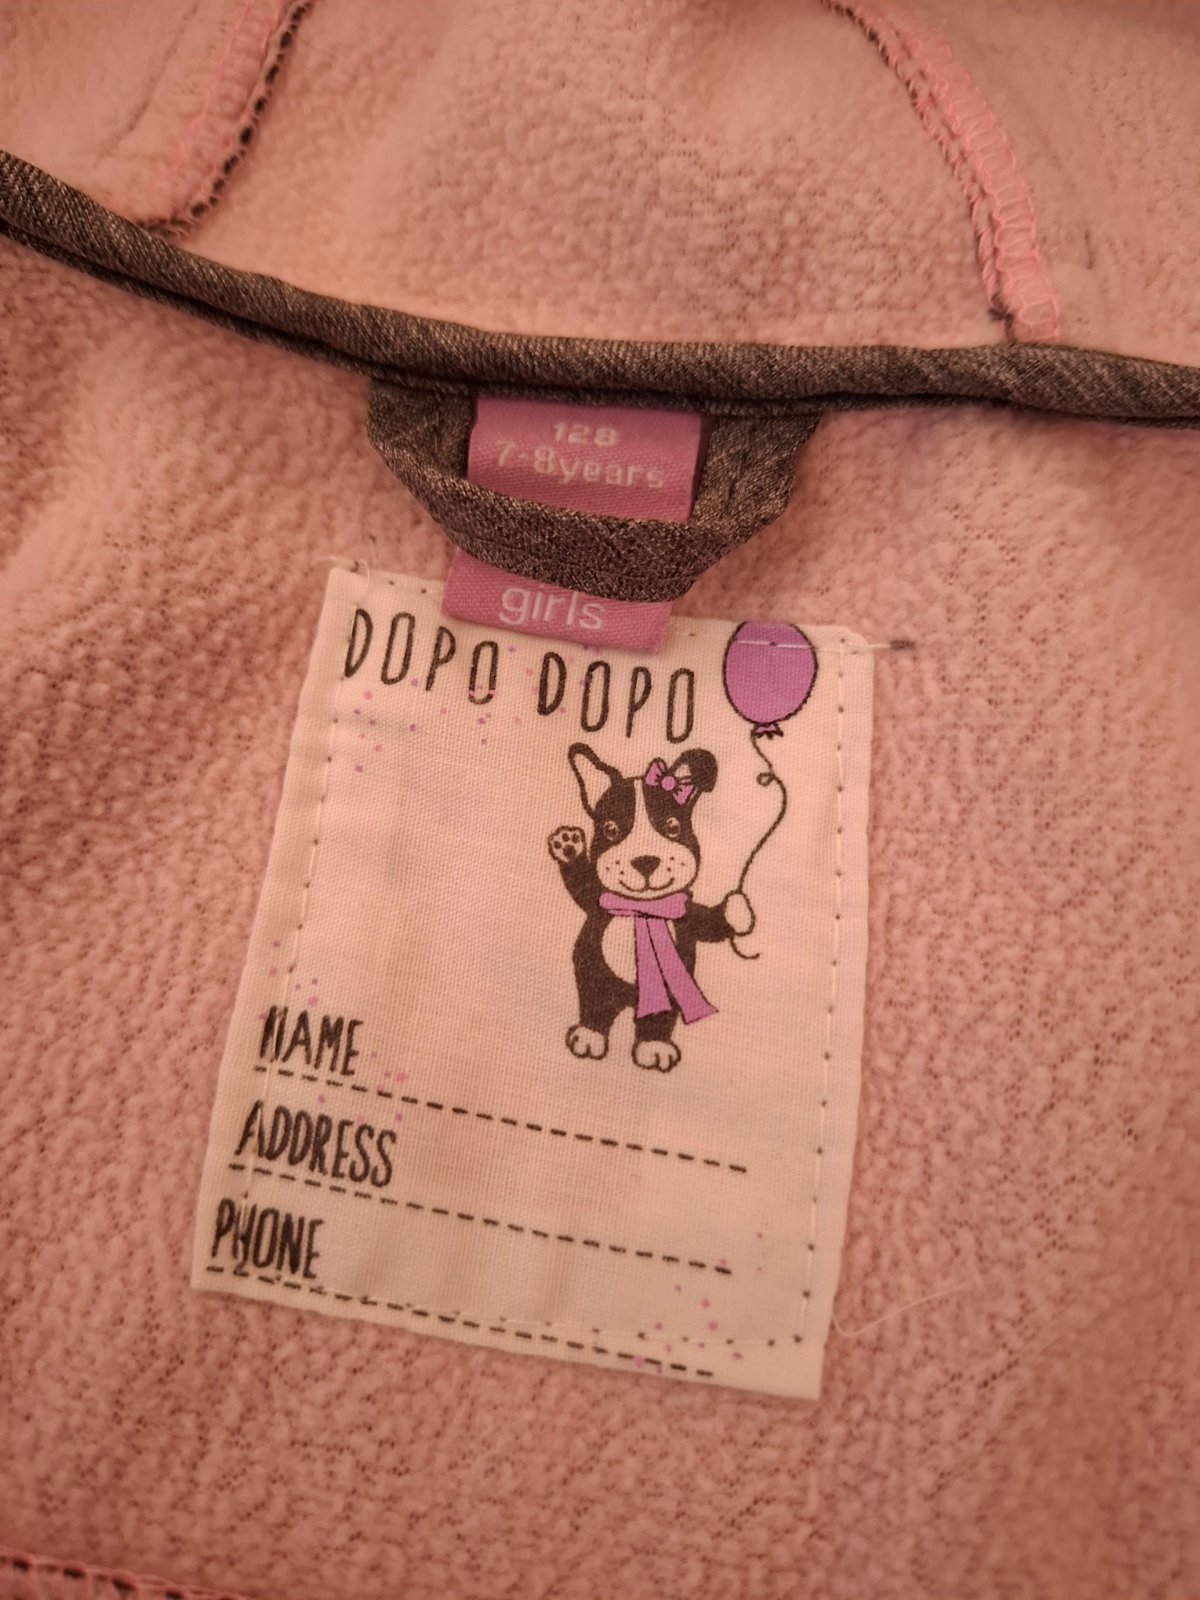 128
7-8years
girls
DOPO DOPO
NAME
ADDRESS
PHONE